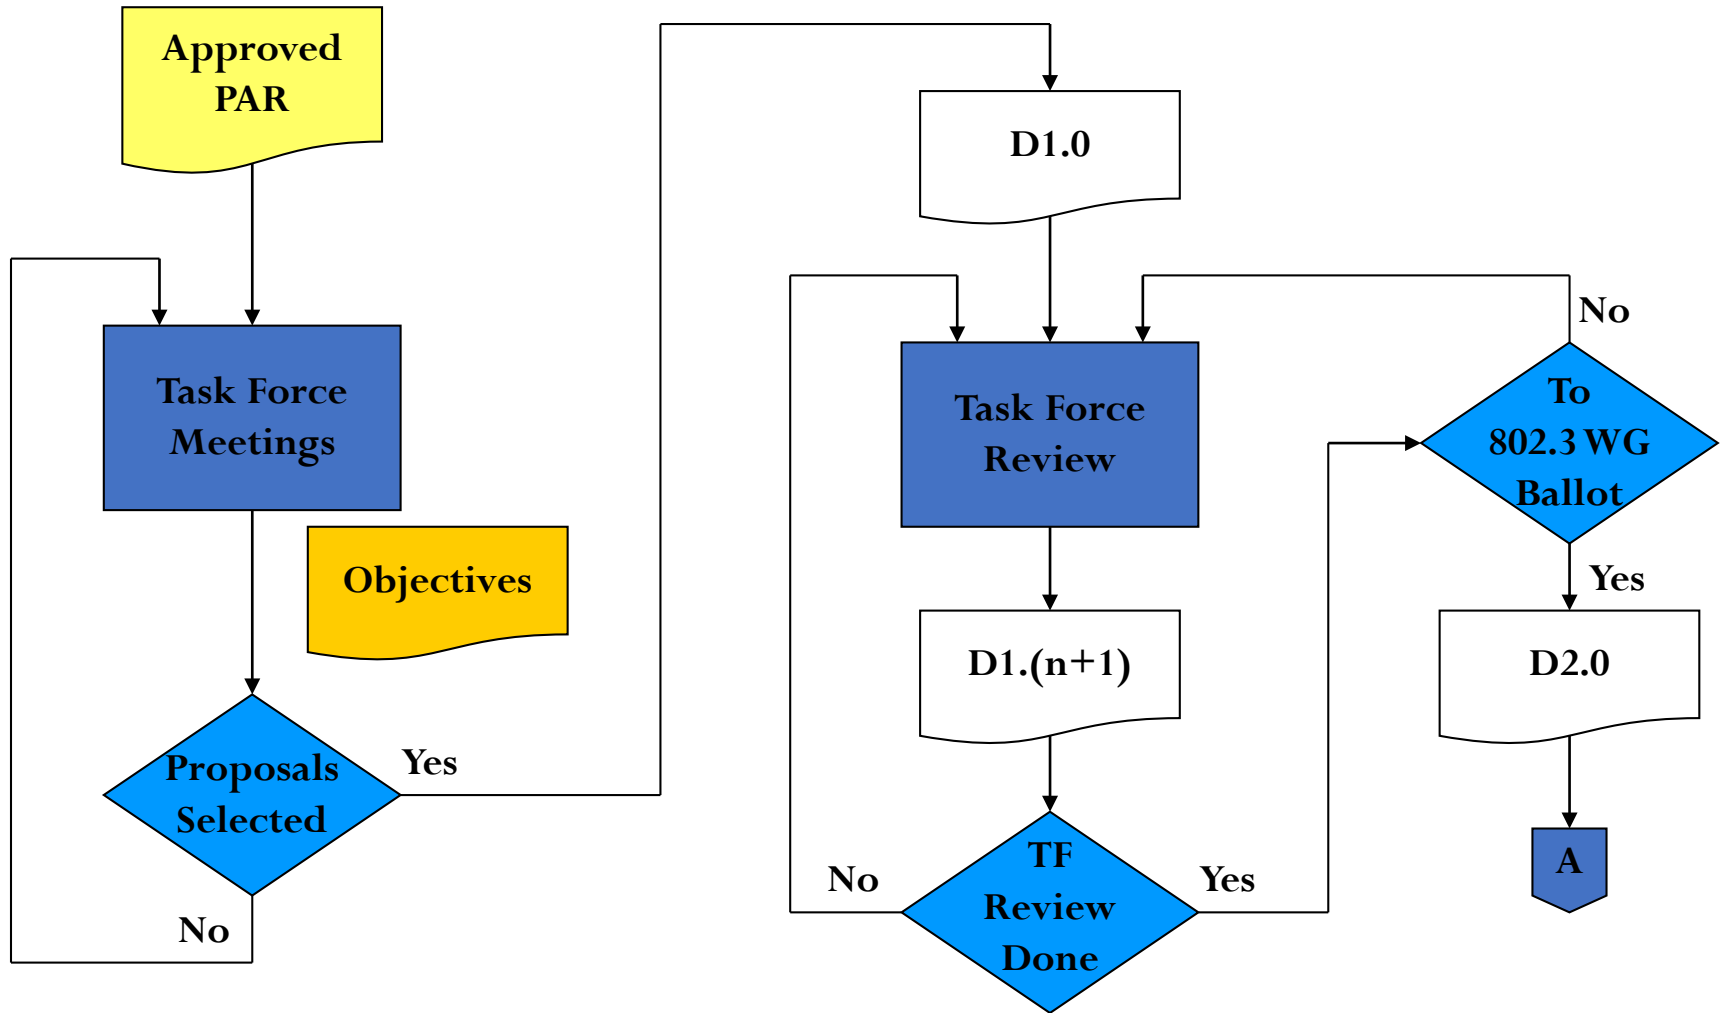 Approved
PAR
Task Force
Meetings
Objectives
Proposals
Selected
Yes
No
D1.0
Task Force
Review
D1.(n+1)
TF
Review
Done
No
Yes
To
802.3 WG
Ballot
No
Yes
D2.0
A